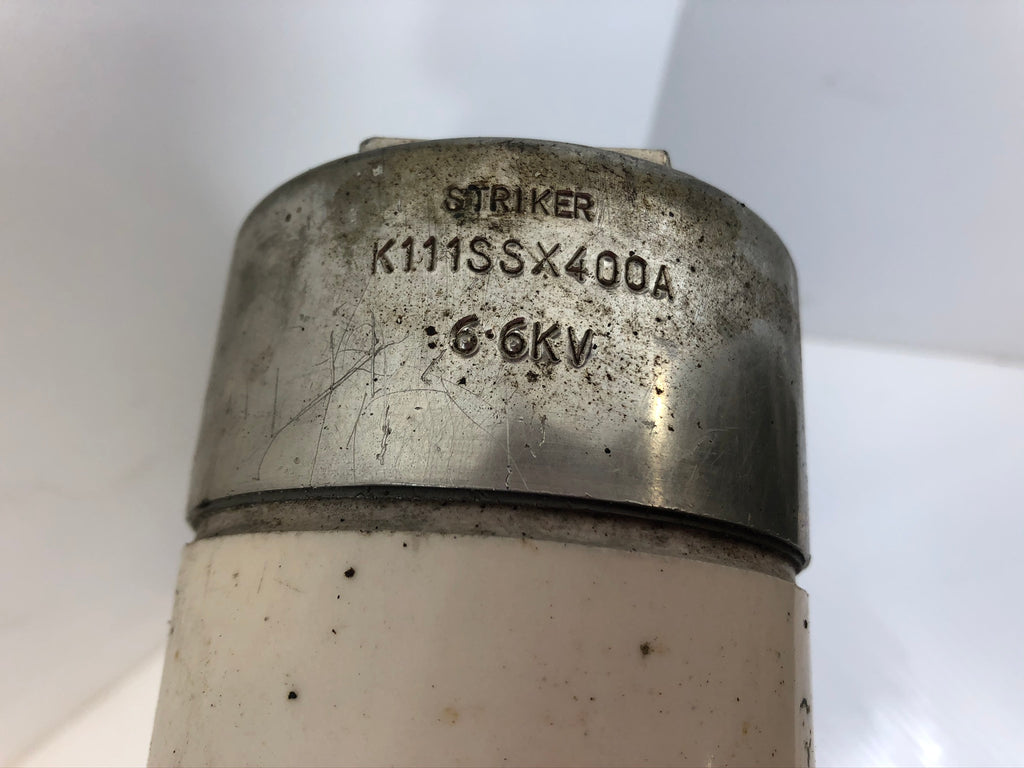 STRIKER
K111SSX400A
6·6KV